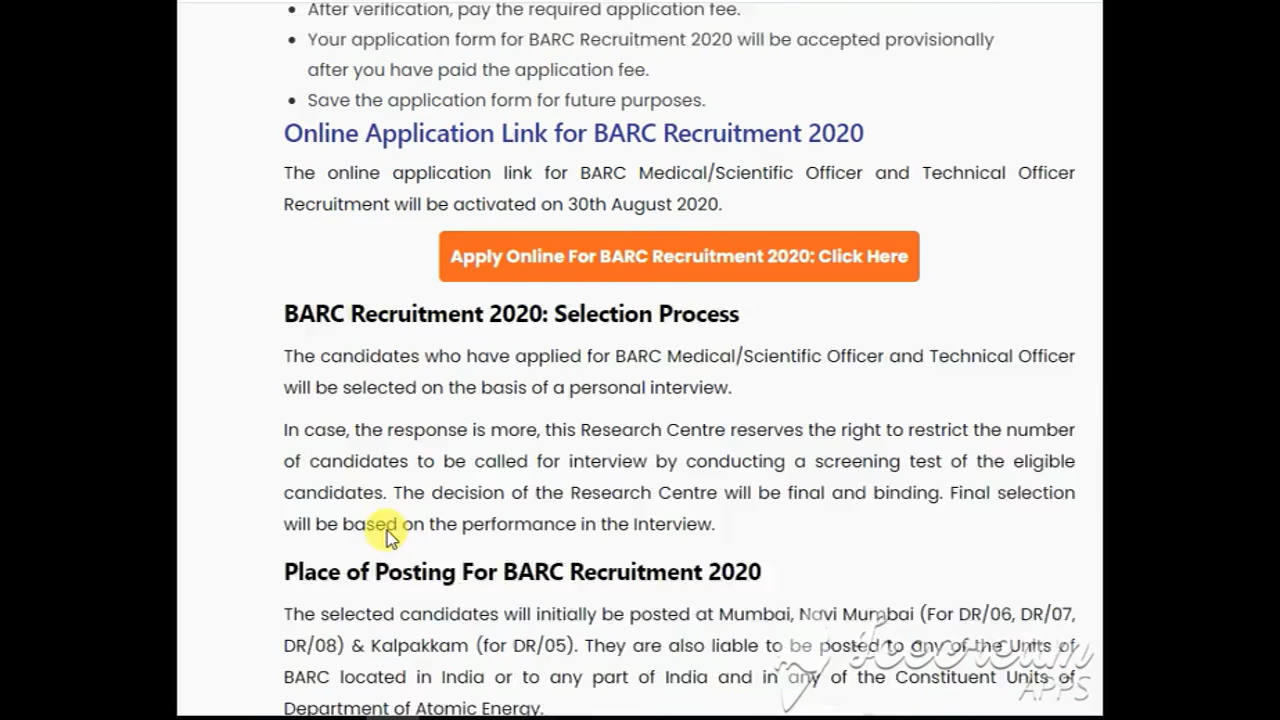 After verification, pay the required application fee.
Your application form for BARC Recruitment 2020 will be accepted provisionally
after you have paid the application fee.
Save the application form for future purposes.
Online Application Link for BARC Recruitment 2020
The online application link for BARC Medical/Scientific Officer and Technical Officer
Recruitment will be activated on 30th August 2020.
Apply Online For BARC Recruitment 2020: Click Here
BARC Recruitment 2020: Selection Process
The candidates who have applied for BARC Medical/Scientific Officer and Technical Officer
will be selected on the basis of a personal interview.
In case, the response is more, this Research Centre reserves the right to restrict the number
of candidates to be called for interview by conducting a screening test of the eligible
candidates. The decision of the Research Centre will be final and binding. Final selection
will be based on the performance in the Interview.
Place of Posting For BARC Recruitment 2020
The selected candidates will initially be posted at Mumbai, Navi Mumbai (For DR/06, DR/07,
DR/08) & Kalpakkam (for DR/05). They are also liable to be posted to any of the Units of
BARC located in India or to any part of India and in any of the Constituent Units of
Department of Atomic Energy.
Icecream
APPS